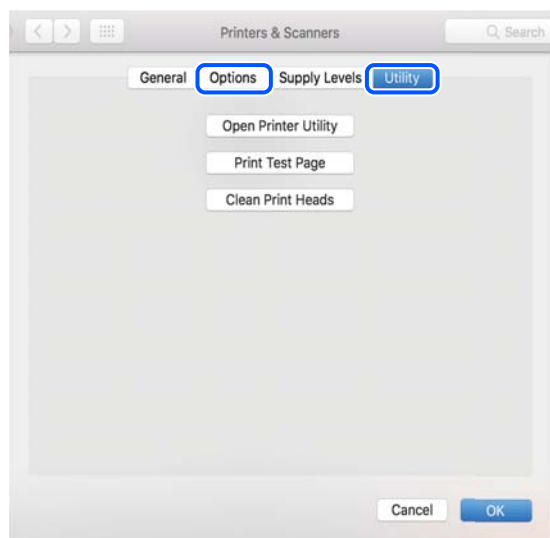 Printers & Scanners Search
General Options Supply Levels Utility
Open Printer Utility
Print Test Page
Clean Print Heads
Cancel OK